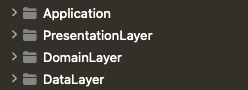 Application
PresentationLayer
DomainLayer
DataLayer